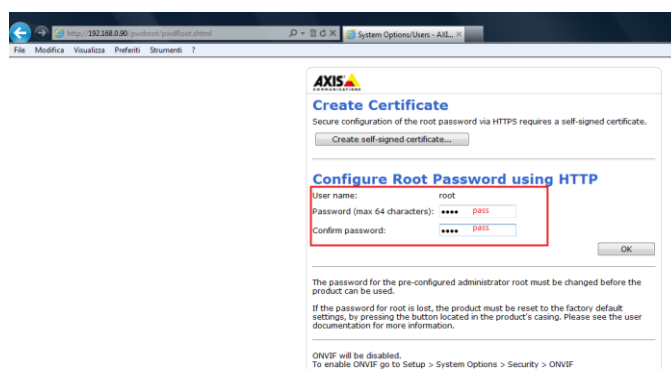 http://192.168.0.90/pwdroot/pwdRoot.shtml
System Options/Users - AXI...
File Modifica Visualizza Preferiti Strumenti ?
AXIS
COMMUNICATIONS
Create Certificate
Secure configuration of the root password via HTTPS requires a self-signed certificate.
Create self-signed certificate...
Configure Root Password using HTTP
User name: root
Password (max 64 characters): •••• pass
Confirm password: •••• pass
OK
The password for the pre-configured administrator root must be changed before the
product can be used.
If the password for root is lost, the product must be reset to the factory default
settings, by pressing the button located in the product's casing. Please see the user
documentation for more information.
ONVIF will be disabled.
To enable ONVIF go to Setup > System Options > Security > ONVIF